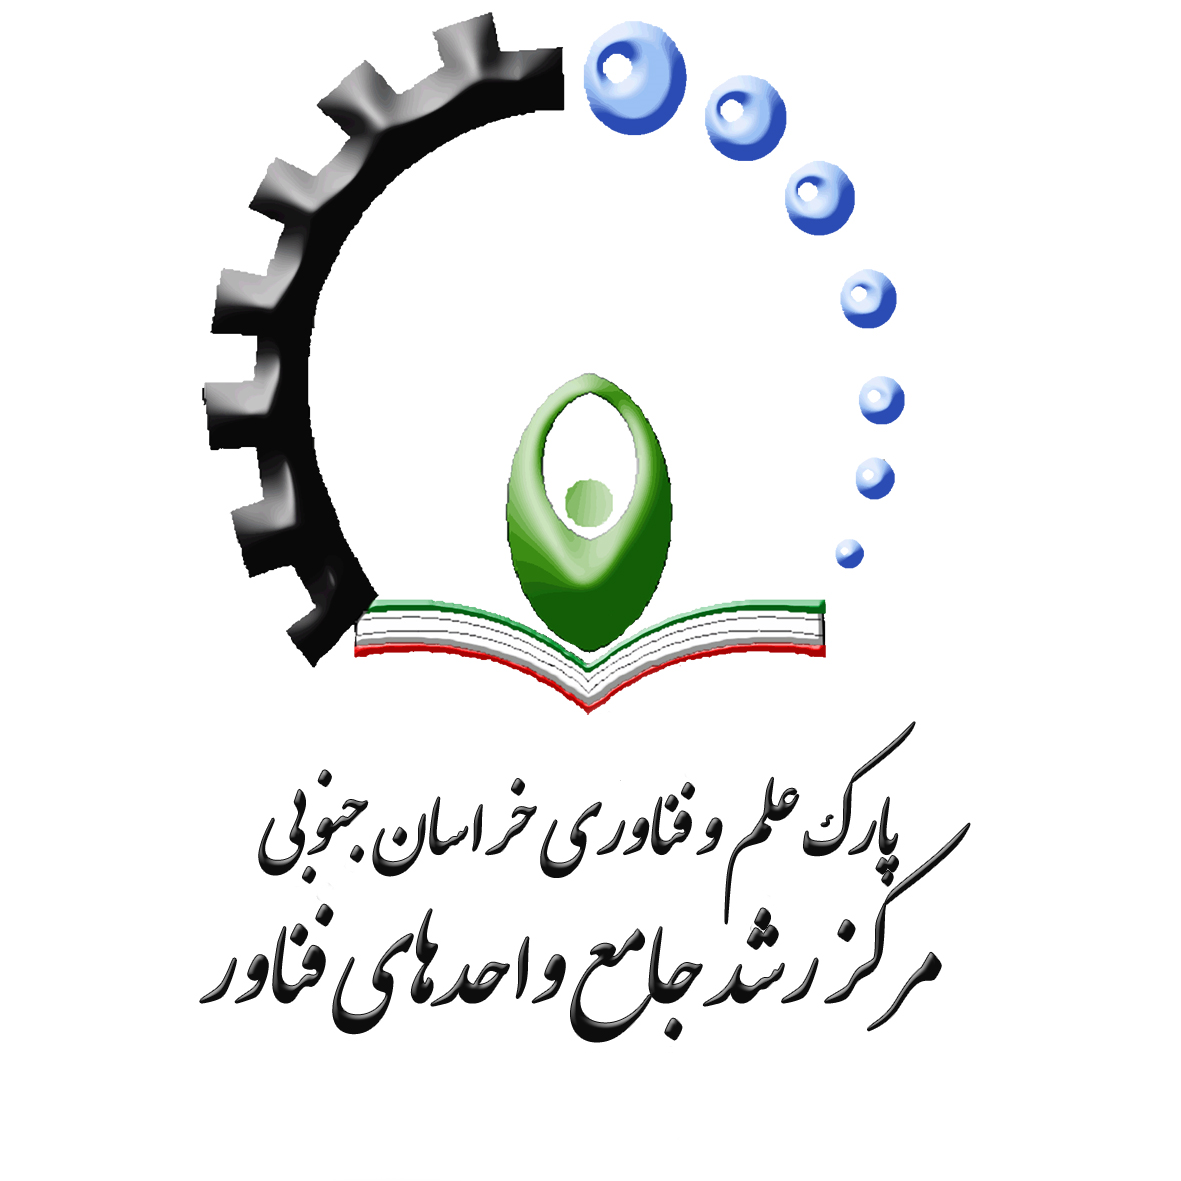 پارک علم و فناوری خراسان جنوبی
مرکز رشد جامع واحدهای فناور